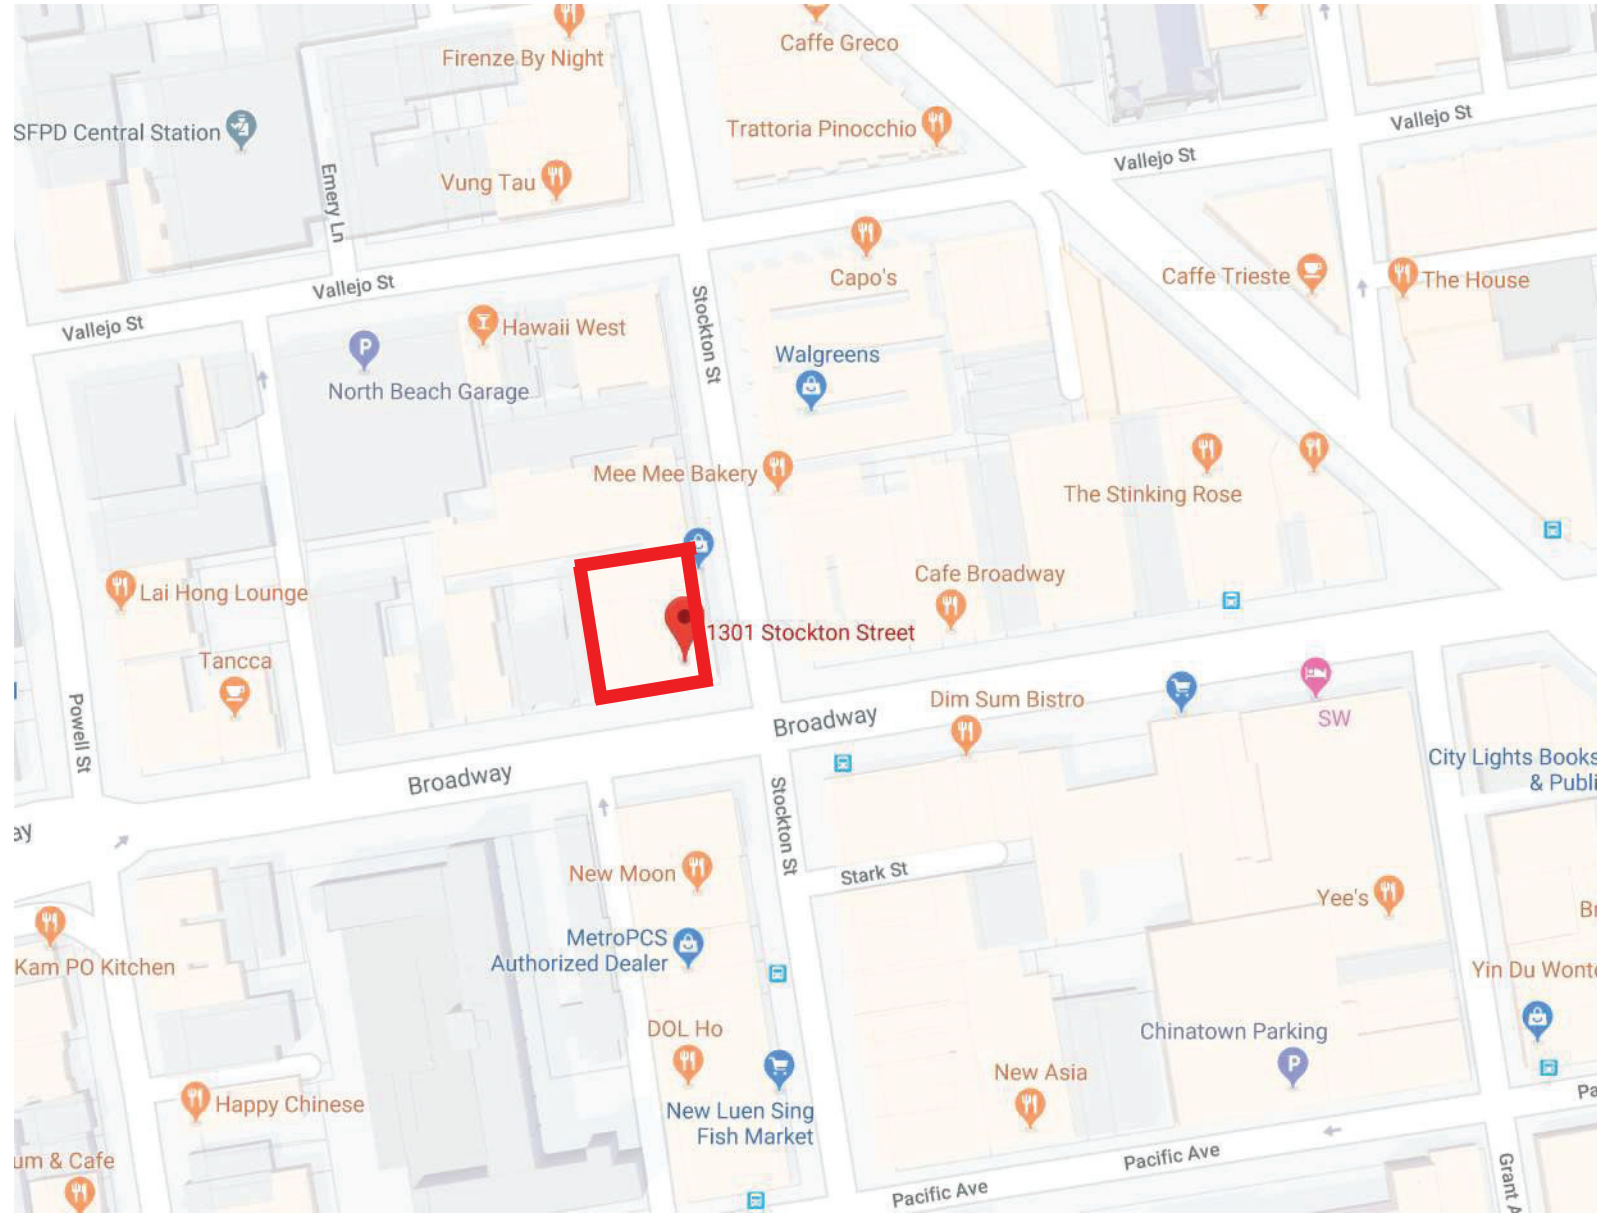 Firenze By Night
Caffe Greco
SFPD Central Station
Trattoria Pinocchio
Vallejo St
Vallejo St
Emery Ln
Vung Tau
Vallejo St
Capo's
Caffe Trieste
The House
Vallejo St
Stockton St
Hawaii West
P
North Beach Garage
Walgreens
Mee Mee Bakery
The Stinking Rose
Lai Hong Lounge
Cafe Broadway
1301 Stockton Street
Tancca
Powell St
Dim Sum Bistro
SW
Broadway
Broadway
City Lights Books
& Publi
ay
Stockton St
New Moon
Stark St
Yee's
Br
MetroPCS
Authorized Dealer
Kam PO Kitchen
Yin Du Wonto
DOL Ho
Chinatown Parking
P
New Asia
Happy Chinese
New Luen Sing
Fish Market
Pa
um & Cafe
Pacific Ave
Pacific Ave
Grant A